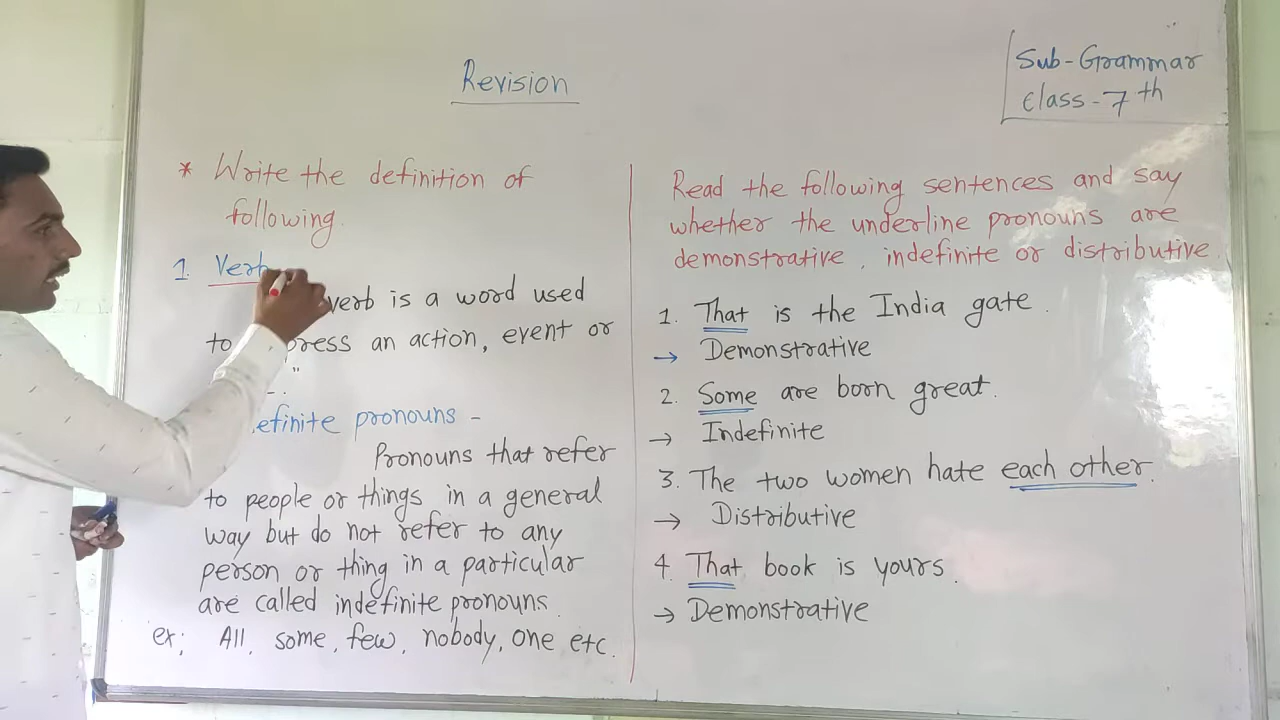 Revision
Sub-Grammar
Class-7th
* Write the definition of
following.
1. Verb
verb is a word used
to press an action, event or
"
efinite pronouns -
Pronouns that refer
to people or things in a general
way but do not refer to any
person or thing in a particular
are called indefinite pronouns.
ex; All, some, few, nobody, one etc.
Read the following sentences and say
whether the underline pronouns are
demonstrative, indefinite or distributive.
1. That is the India gate.
→ Demonstrative
2. Some are born great.
→ Indefinite
3. The two women hate each other.
→ Distributive
4. That book is yours.
→ Demonstrative